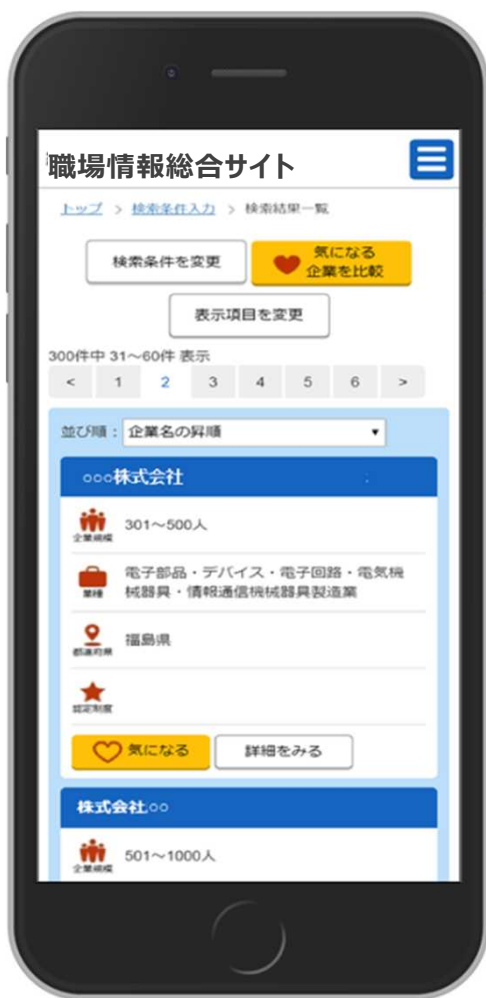 職場情報総合サイト
トップ > 検索条件入力 > 検索結果一覧
検索条件を変更
気になる
企業を比較
表示項目を変更
300件中 31～60件 表示
< 1 2 3 4 5 6 >
並び順： 企業名の昇順 ▼
○○○株式会社
企業規模 301～500人
業種 電子部品・デバイス・電子回路・電気機
械器具・情報通信機械器具製造業
都道府県 福島県
認定制度
気になる 詳細をみる
株式会社○○
企業規模 501～1000人